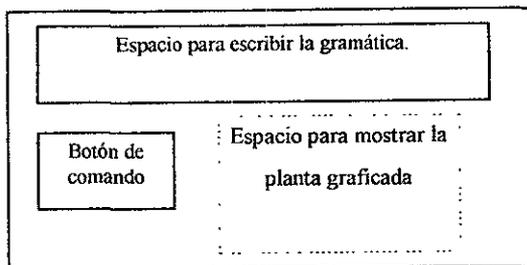 Espacio para escribir la gramática.
Espacio para mostrar la
planta graficada
Botón de
comando